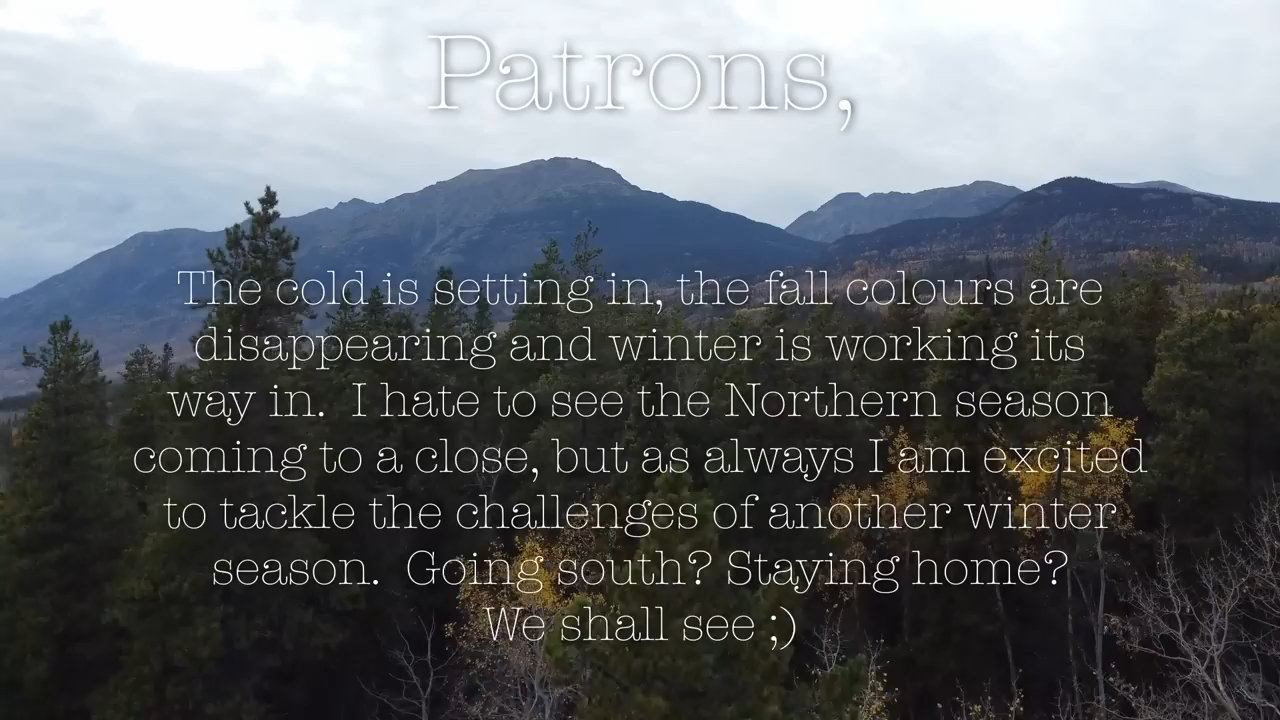 Patrons,
The cold is setting in, the fall colours are
disappearing and winter is working its
way in.  I hate to see the Northern season
coming to a close, but as always I am excited
to tackle the challenges of another winter
season.  Going south? Staying home?
We shall see ;)